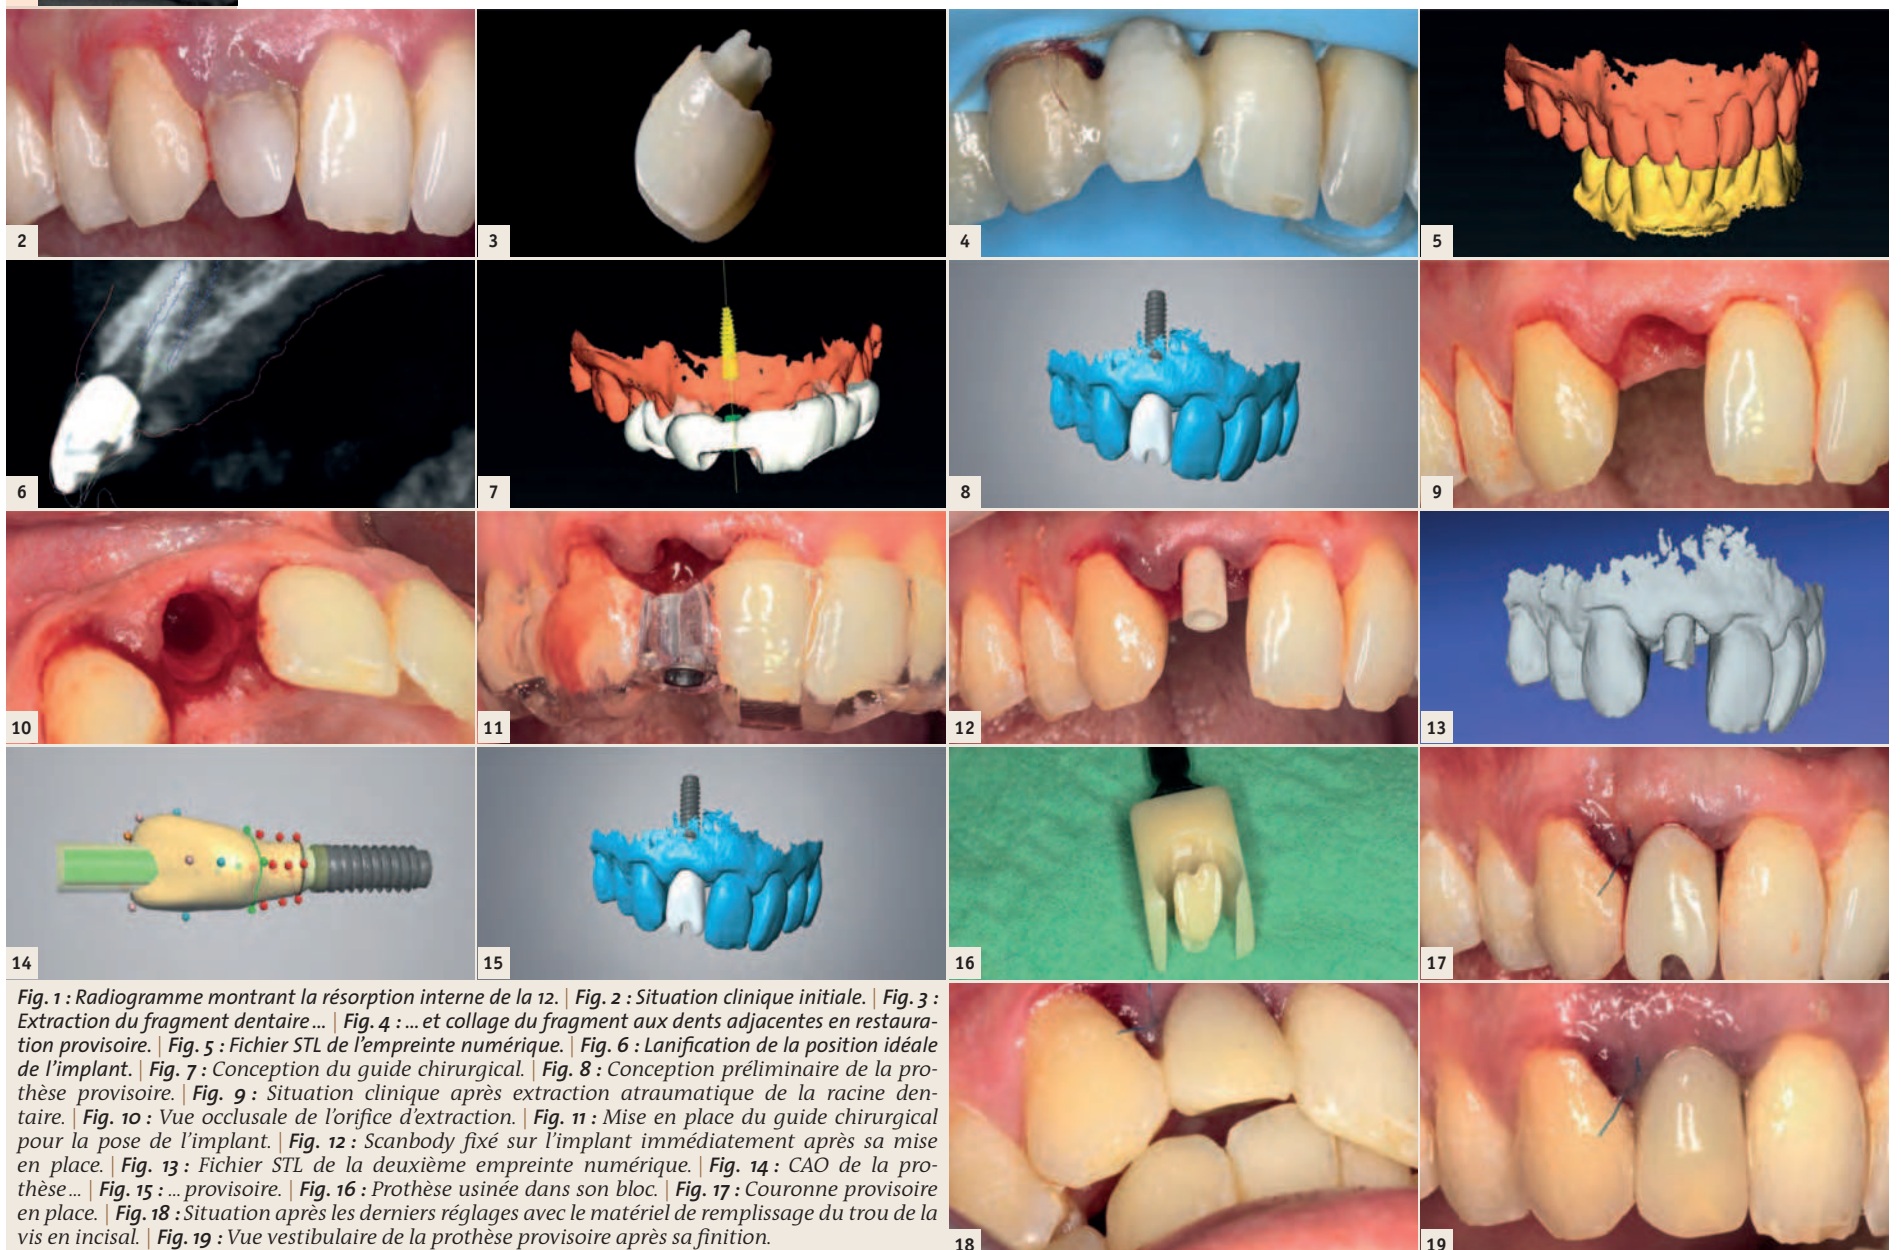 2
3
4
5
6
7
8
9
10
11
12
13
14
15
16
17
Fig. 1 : Radiogramme montrant la résorption interne de la 12. | Fig. 2 : Situation clinique initiale. | Fig. 3 :
Extraction du fragment dentaire ... | Fig. 4 : ... et collage du fragment aux dents adjacentes en restaura-
tion provisoire. | Fig. 5 : Fichier STL de l'empreinte numérique. | Fig. 6 : Lanification de la position idéale
de l'implant. | Fig. 7 : Conception du guide chirurgical. | Fig. 8 : Conception préliminaire de la pro-
thèse provisoire. | Fig. 9 : Situation clinique après extraction atraumatique de la racine den-
taire. | Fig. 10 : Vue occlusale de l'orifice d'extraction. | Fig. 11 : Mise en place du guide chirurgical
pour la pose de l'implant. | Fig. 12 : Scanbody fixé sur l'implant immédiatement après sa mise
en place. | Fig. 13 : Fichier STL de la deuxième empreinte numérique. | Fig. 14 : CAO de la pro-
thèse ... | Fig. 15 : ... provisoire. | Fig. 16 : Prothèse usinée dans son bloc. | Fig. 17 : Couronne provisoire
en place. | Fig. 18 : Situation après les derniers réglages avec le matériel de remplissage du trou de la
vis en incisal. | Fig. 19 : Vue vestibulaire de la prothèse provisoire après sa finition.
18
19